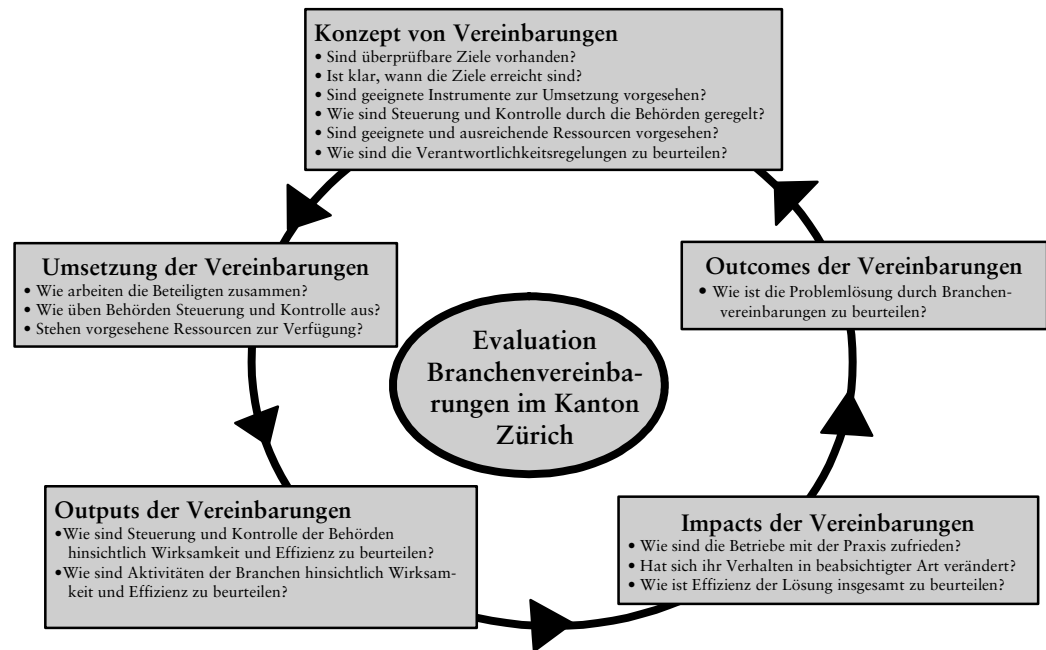 Konzept von Vereinbarungen
• Sind überprüfbare Ziele vorhanden?
• Ist klar, wann die Ziele erreicht sind?
• Sind geeignete Instrumente zur Umsetzung vorgesehen?
• Wie sind Steuerung und Kontrolle durch die Behörden geregelt?
• Sind geeignete und ausreichende Ressourcen vorgesehen?
• Wie sind die Verantwortlichkeitsregelungen zu beurteilen?
Umsetzung der Vereinbarungen
• Wie arbeiten die Beteiligten zusammen?
• Wie üben Behörden Steuerung und Kontrolle aus?
• Stehen vorgesehene Ressourcen zur Verfügung?
Outcomes der Vereinbarungen
• Wie ist die Problemlösung durch Branchen-
vereinbarungen zu beurteilen?
Evaluation
Branchenvereinba-
rungen im Kanton
Zürich
Outputs der Vereinbarungen
•Wie sind Steuerung und Kontrolle der Behörden
hinsichtlich Wirksamkeit und Effizienz zu beurteilen?
•Wie sind Aktivitäten der Branchen hinsichtlich Wirksam-
keit und Effizienz zu beurteilen?
Impacts der Vereinbarungen
• Wie sind die Betriebe mit der Praxis zufrieden?
• Hat sich ihr Verhalten in beabsichtigter Art verändert?
• Wie ist Effizienz der Lösung insgesamt zu beurteilen?